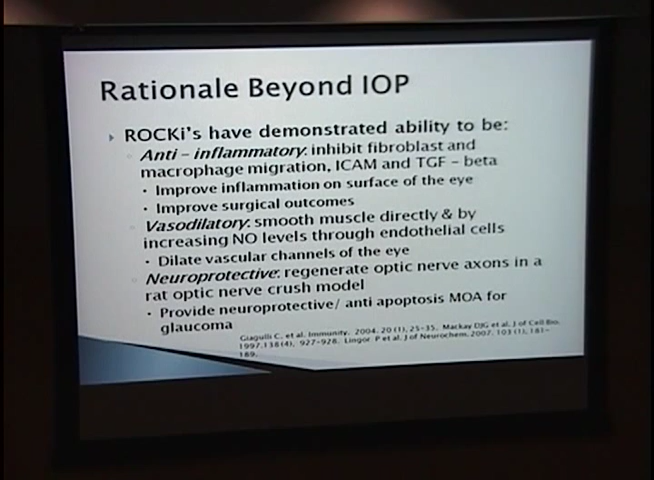 Rationale Beyond IOP
ROCKi's have demonstrated ability to be:
Anti – inflammatory: inhibit fibroblast and
macrophage migration, ICAM and TGF – beta
• Improve inflammation on surface of the eye
• Improve surgical outcomes
Vasodilatory: smooth muscle directly & by
increasing NO levels through endothelial cells
• Dilate vascular channels of the eye
Neuroprotective: regenerate optic nerve axons in a
rat optic nerve crush model
• Provide neuroprotective/ anti apoptosis MOA for
glaucoma
Giagulli C. et al. Immunity. 2004. 20 (1), 25-35. Mackay DJG et al. J of Cell Bio.
1997.138(4), 927-928. Lingor P et al. J of Neurochem. 2007. 103 (1), 181-
189.